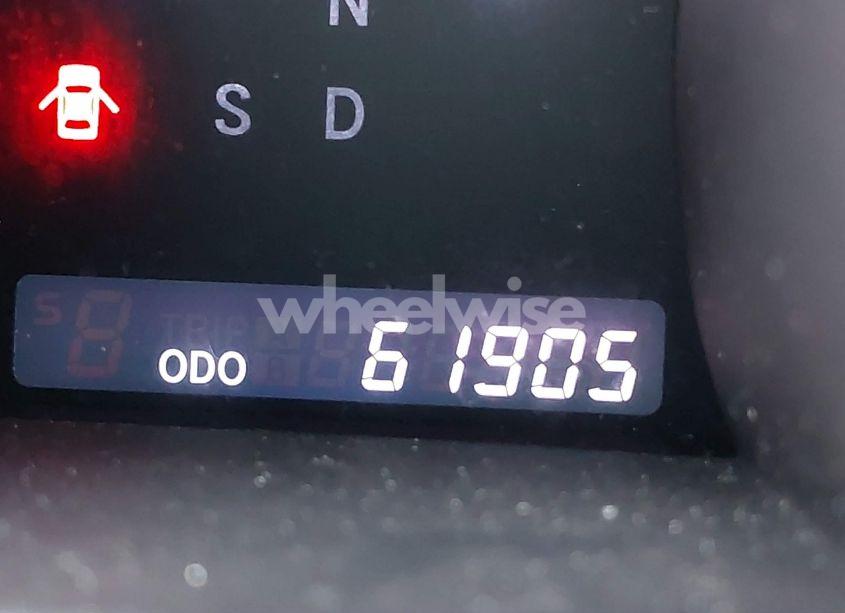 N
S D
wheelwise
ODO 61905